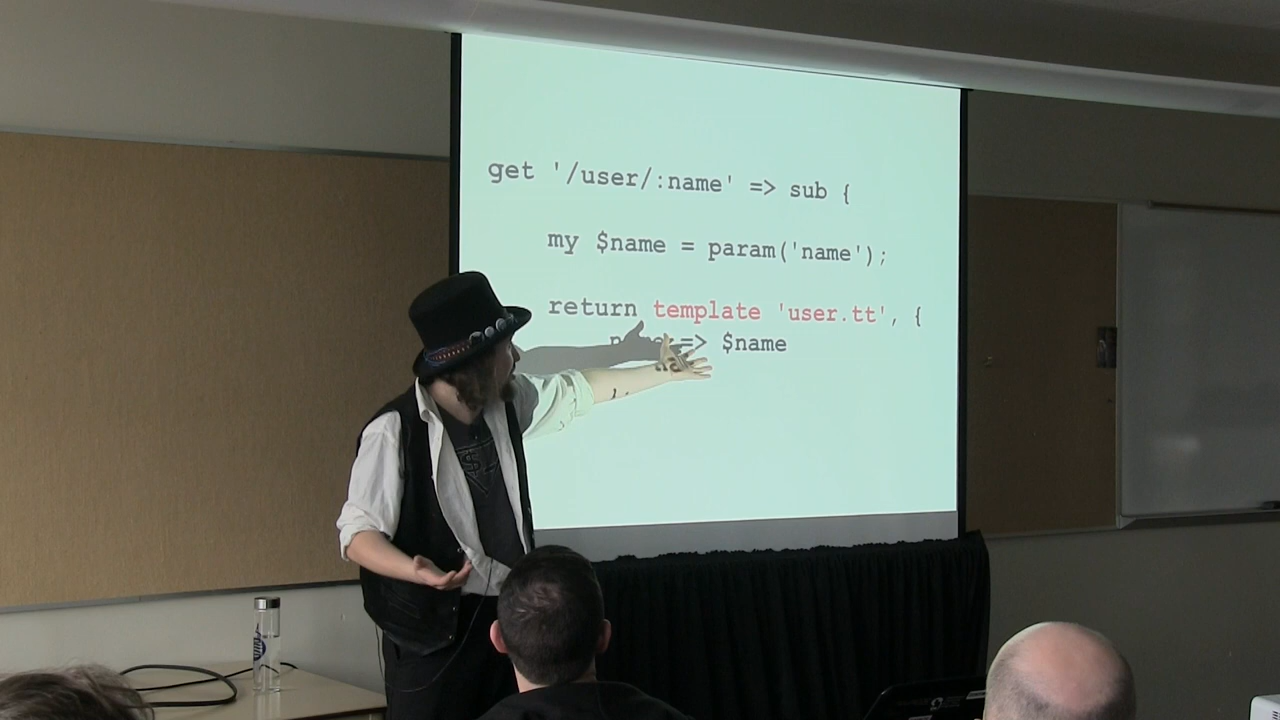 get '/user/:name' => sub {
my $name = param('name');
return template 'user.tt', {
=> $name